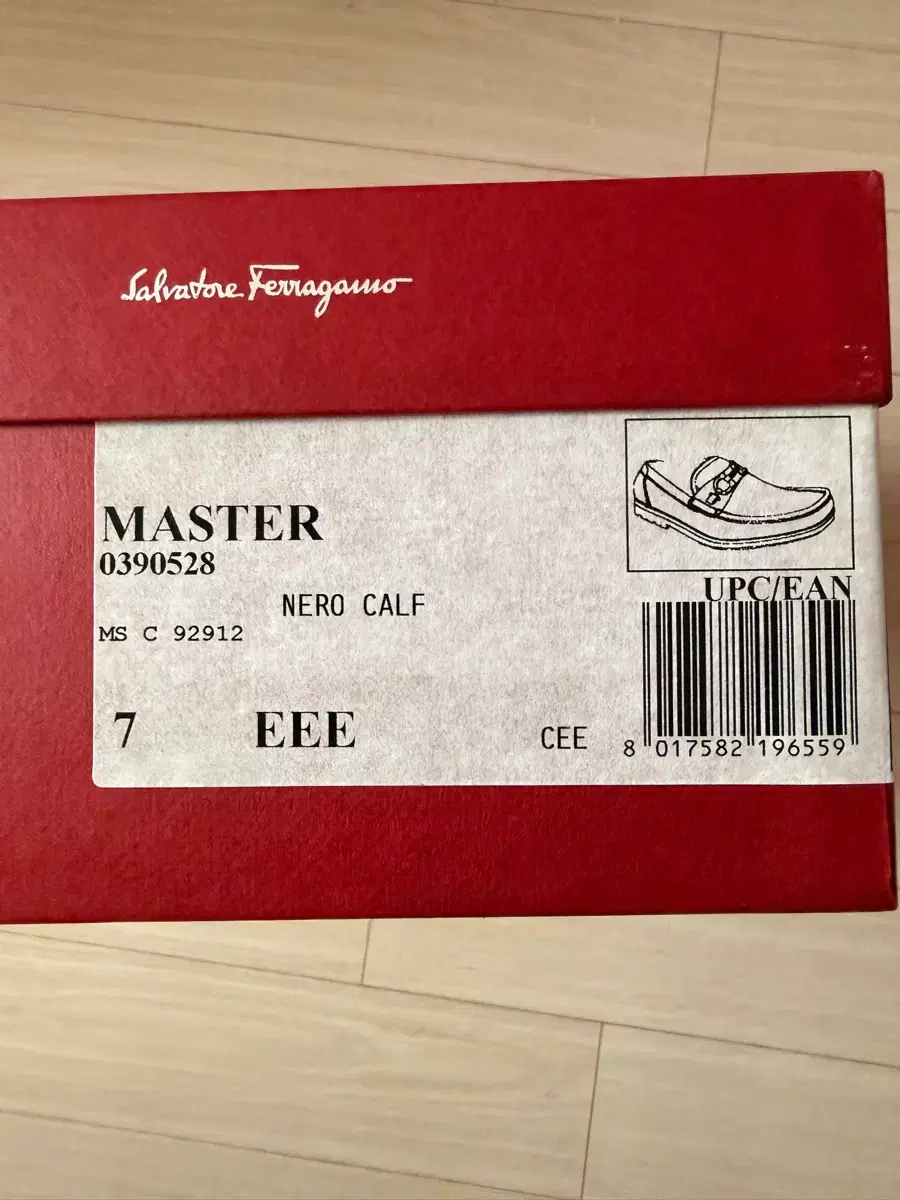 Salvatore Ferragamo
MASTER
0390528
NERO CALF
MS C 92912
7 EEE CEE
UPC/EAN
8 017582 196559